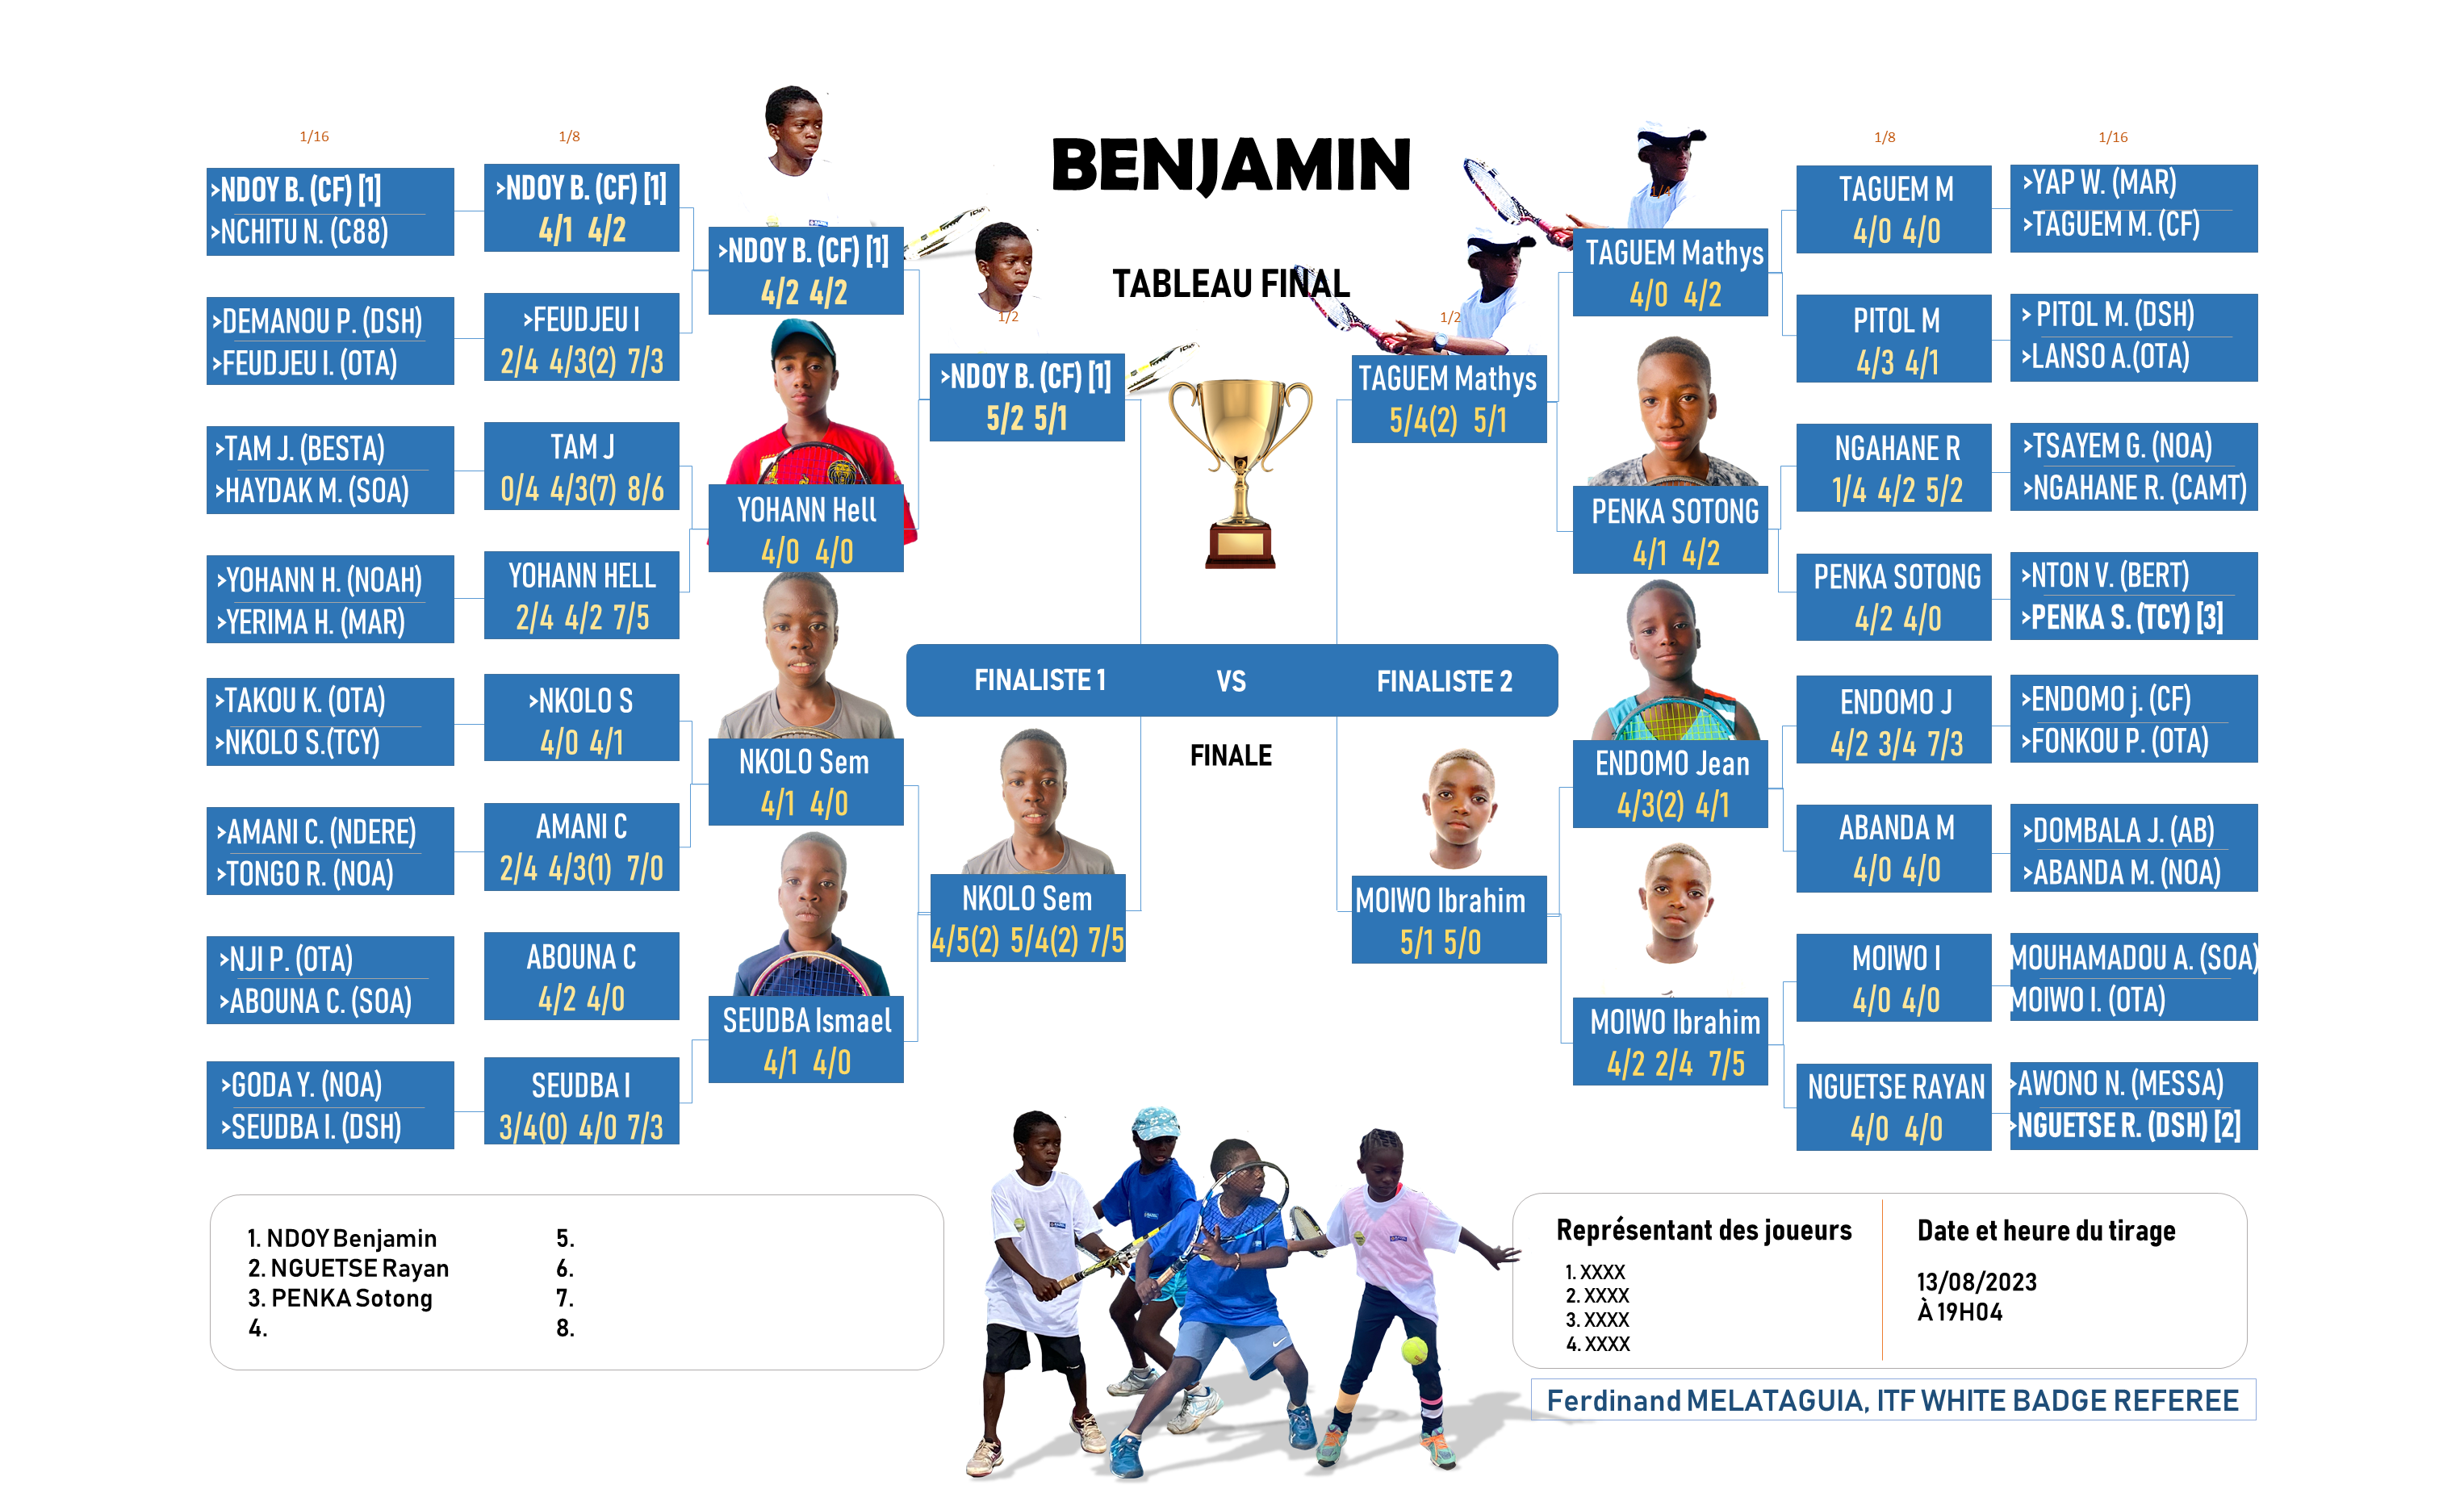 BENJAMIN
TABLEAU FINAL
1/16
>NDOY B. (CF) [1]
>NCHITU N. (C88)
>DEMANOU P. (DSH)
>FEUDJEU I. (OTA)
>TAM J. (BESTA)
>HAYDAK M. (SOA)
>YOHANN H. (NOAH)
>YERIMA H. (MAR)
>TAKOU K. (OTA)
>NKOLO S.(TCY)
>AMANI C. (NDERE)
>TONGO R. (NOA)
>NJI P. (OTA)
>ABOUNA C. (SOA)
>GODA Y. (NOA)
>SEUDBA I. (DSH)
1/8
>NDOY B. (CF) [1]
4/1 4/2
>FEUDJEU I
2/4 4/3(2) 7/3
TAM J
0/4 4/3(7) 8/6
YOHANN HELL
2/4 4/2 7/5
>NKOLO S
4/0 4/1
AMANI C
2/4 4/3(1) 7/0
ABOUNA C
4/2 4/0
SEUDBA I
3/4(0) 4/0 7/3
>NDOY B. (CF) [1]
4/2 4/2
YOHANN Hell
4/0 4/0
NKOLO Sem
4/1 4/0
SEUDBA Ismael
4/1 4/0
1/2
>NDOY B. (CF) [1]
5/2 5/1
NKOLO Sem
4/5(2) 5/4(2) 7/5
FINALISTE 1 VS FINALISTE 2
FINALE
1/2
TAGUEM Mathys
5/4(2) 5/1
MOIWO Ibrahim
5/1 5/0
1/4
TAGUEM Mathys
4/0 4/2
PENKA SOTONG
4/1 4/2
ENDOMO Jean
4/3(2) 4/1
MOIWO Ibrahim
4/2 2/4 7/5
1/8
TAGUEM M
4/0 4/0
PITOL M
4/3 4/1
NGAHANE R
1/4 4/2 5/2
PENKA SOTONG
4/2 4/0
ENDOMO J
4/2 3/4 7/3
ABANDA M
4/0 4/0
MOIWO I
4/0 4/0
NGUETSE RAYAN
4/0 4/0
1/16
>YAP W. (MAR)
>TAGUEM M. (CF)
> PITOL M. (DSH)
>LANSO A.(OTA)
>TSAYEM G. (NOA)
>NGAHANE R. (CAMT)
>NTON V. (BERT)
>PENKA S. (TCY) [3]
>ENDOMO j. (CF)
>FONKOU P. (OTA)
>DOMBALA J. (AB)
>ABANDA M. (NOA)
MOUHAMADOU A. (SOA)
MOIWO I. (OTA)
>AWONO N. (MESSA)
>NGUETSE R. (DSH) [2]
1. NDOY Benjamin
2. NGUETSE Rayan
3. PENKA Sotong
4.
5.
6.
7.
8.
Représentant des joueurs
1. XXXX
2. XXXX
3. XXXX
4. XXXX
Date et heure du tirage
13/08/2023
À 19H04
Ferdinand MELATAGUIA, ITF WHITE BADGE REFEREE